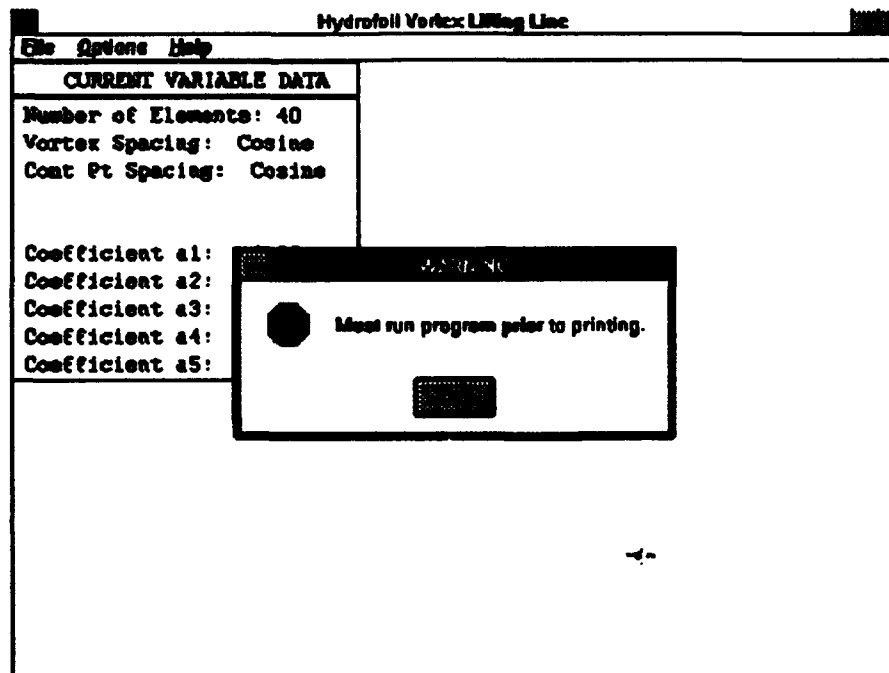 Hydrofoil Vortex Lifting Line
File Options Help
CURRENT VARIABLE DATA
Number of Elements: 40
Vortex Spacing: Cosine
Cont Pt Spacing: Cosine
Coefficient a1:
Coefficient a2:
Coefficient a3:
Coefficient a4:
Coefficient a5:
WARNING
Must run program prior to printing.